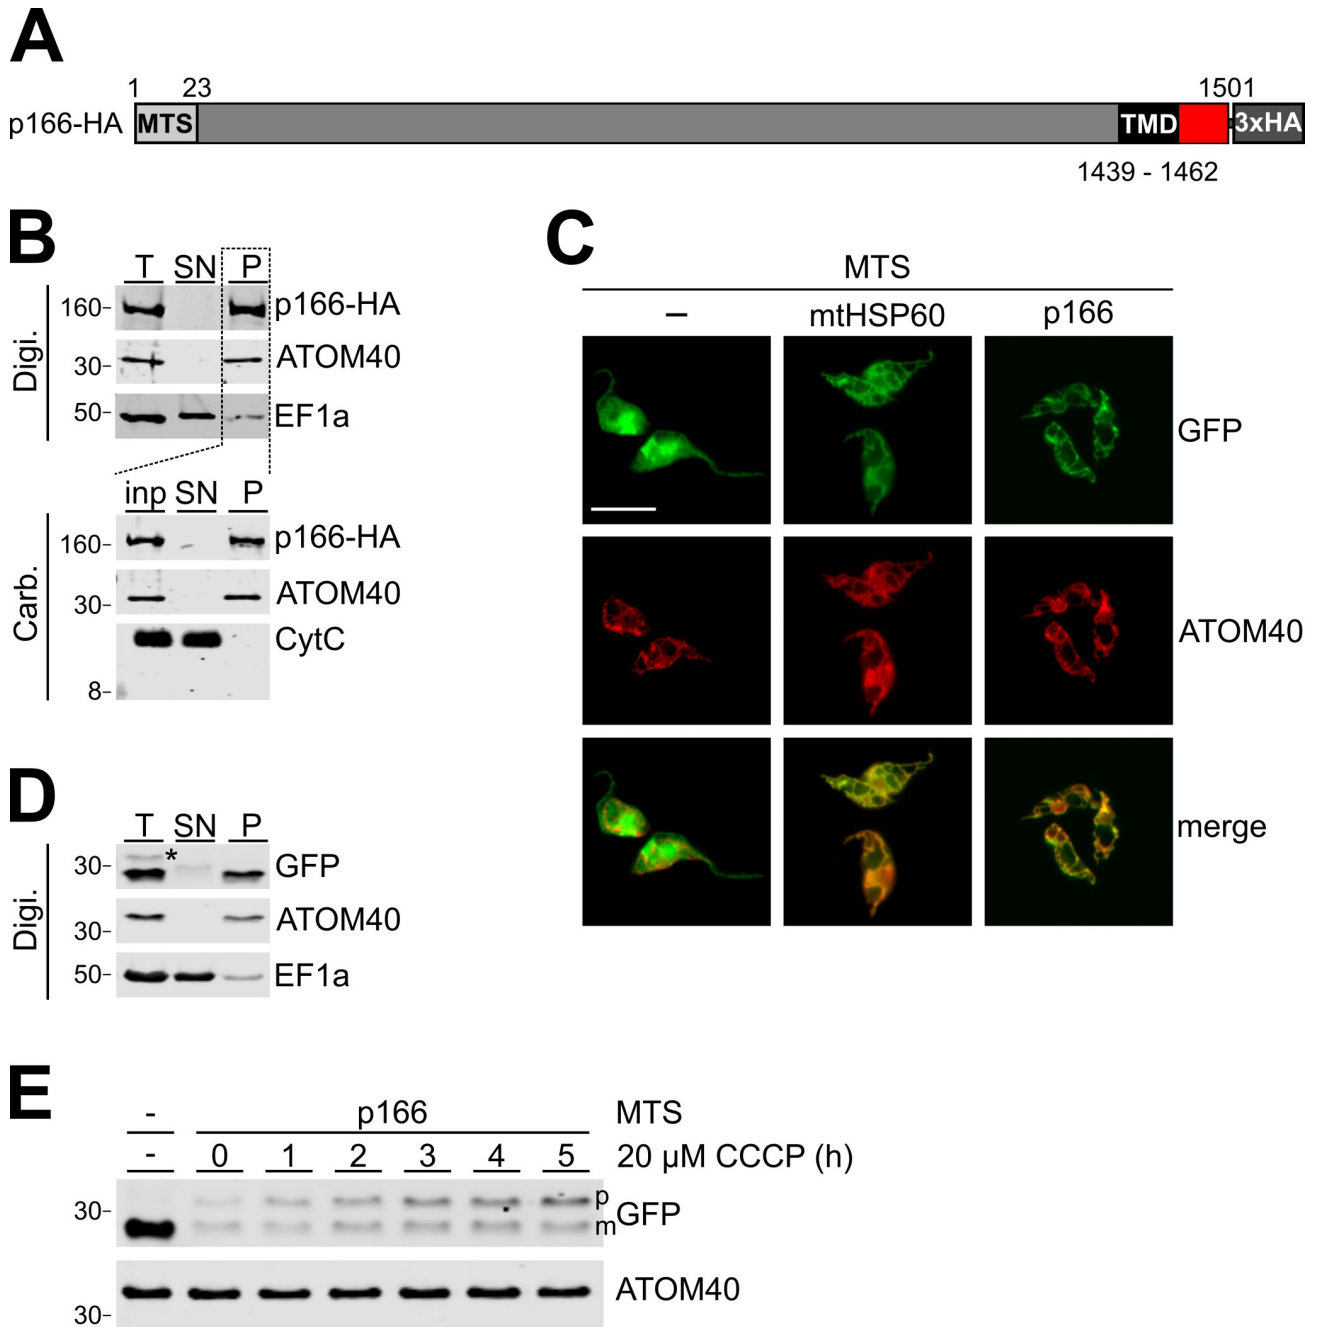 A
1 23 1501
p166-HA MTS TMD 3xHA
1439 - 1462
B
T SN P
Digi.
160- p166-HA
30- ATOM40
50- EF1a
inp SN P
Carb.
160- p166-HA
30- ATOM40
CytC
8-
C
MTS
– mtHSP60 p166
GFP
ATOM40
merge
D
T SN P
Digi.
30- * GFP
30- ATOM40
50- EF1a
E
- p166 MTS
- 0 1 2 3 4 5 20 µM CCCP (h)
p
30- GFP
m
ATOM40
30-